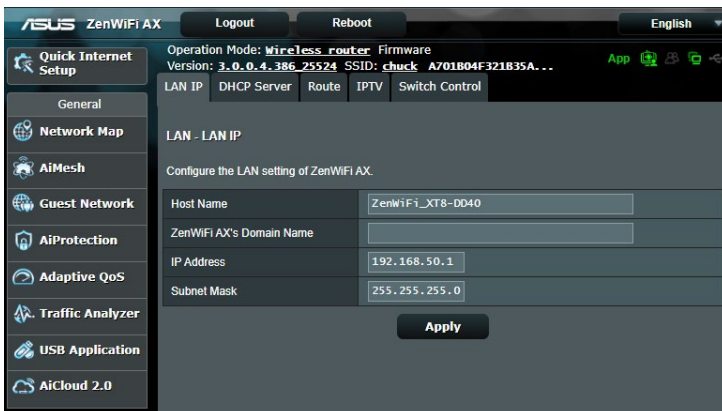 ASUS ZenWiFi AX Logout Reboot English
Quick Internet
Setup
General
Network Map
AiMesh
Guest Network
AiProtection
Adaptive QoS
Traffic Analyzer
USB Application
AiCloud 2.0
Operation Mode: Wireless router Firmware
Version: 3.0.0.4.386_25524 SSID: chuck A701B04F321B35A...
App
LAN IP DHCP Server Route IPTV Switch Control
LAN - LAN IP
Configure the LAN setting of ZenWiFi AX.
Host Name ZenWiFi_XT8-DD40
ZenWiFi AX's Domain Name
IP Address 192.168.50.1
Subnet Mask 255.255.255.0
Apply